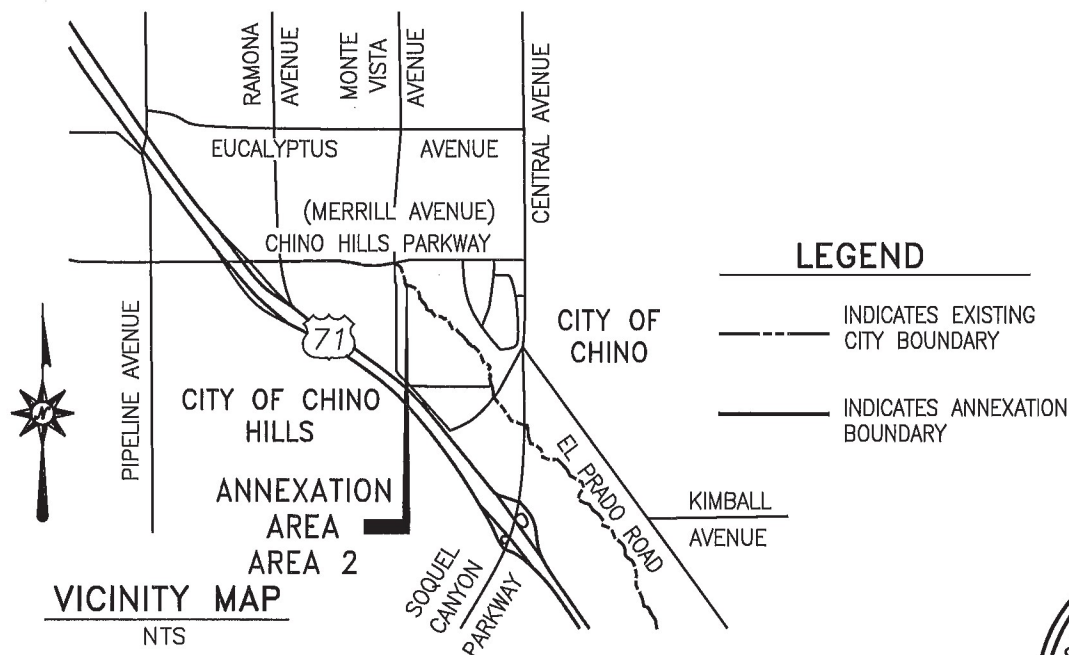 RAMONA
AVENUE
MONTE
VISTA
AVENUE
CENTRAL AVENUE
EUCALYPTUS AVENUE
(MERRILL AVENUE)
CHINO HILLS PARKWAY
LEGEND
INDICATES EXISTING
CITY BOUNDARY
INDICATES ANNEXATION
BOUNDARY
CITY OF
CHINO
71
N
PIPELINE AVENUE
CITY OF CHINO
HILLS
ANNEXATION
AREA
AREA 2
EL PRADO ROAD
KIMBALL
AVENUE
SOQUEL
CANYON
PARKWAY
VICINITY MAP
NTS